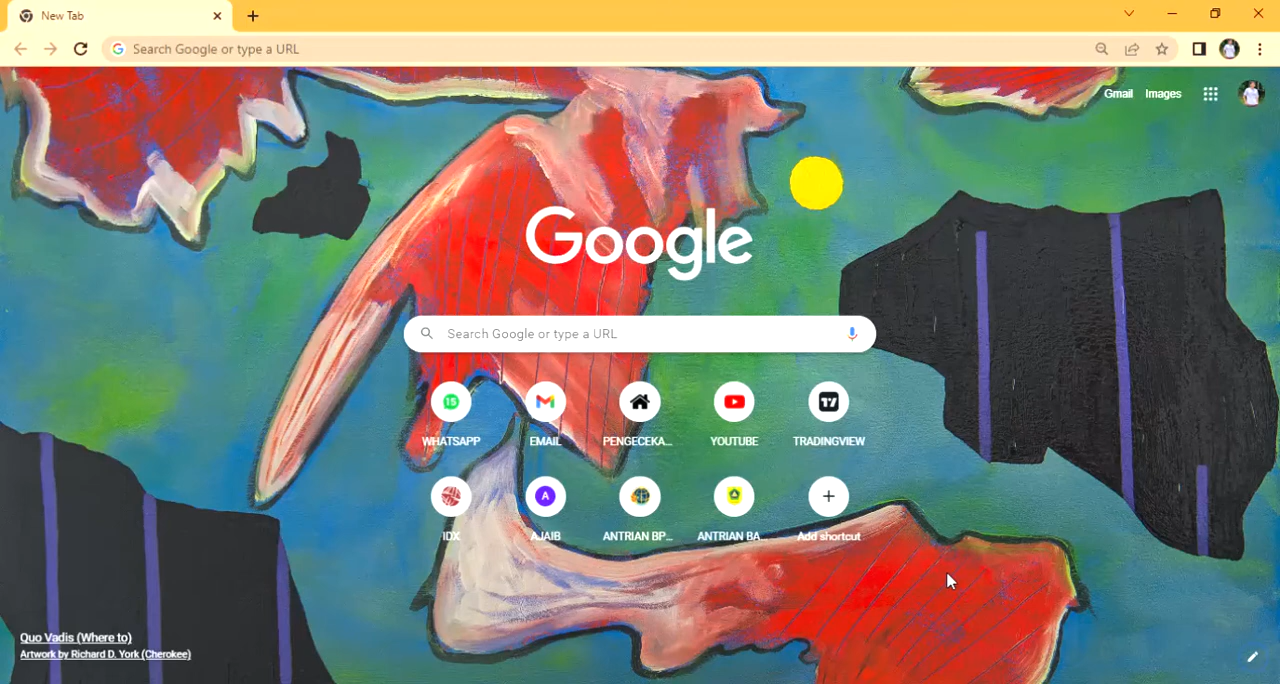 New Tab
Search Google or type a URL
Gmail Images
Google
Search Google or type a URL
15
WHATSAPP EMAIL PENGECEKA... YOUTUBE TRADINGVIEW
A
IDX AJAIB ANTRIAN BP... ANTRIAN BA... Add shortcut
Quo Vadis (Where to)
Artwork by Richard D. York (Cherokee)